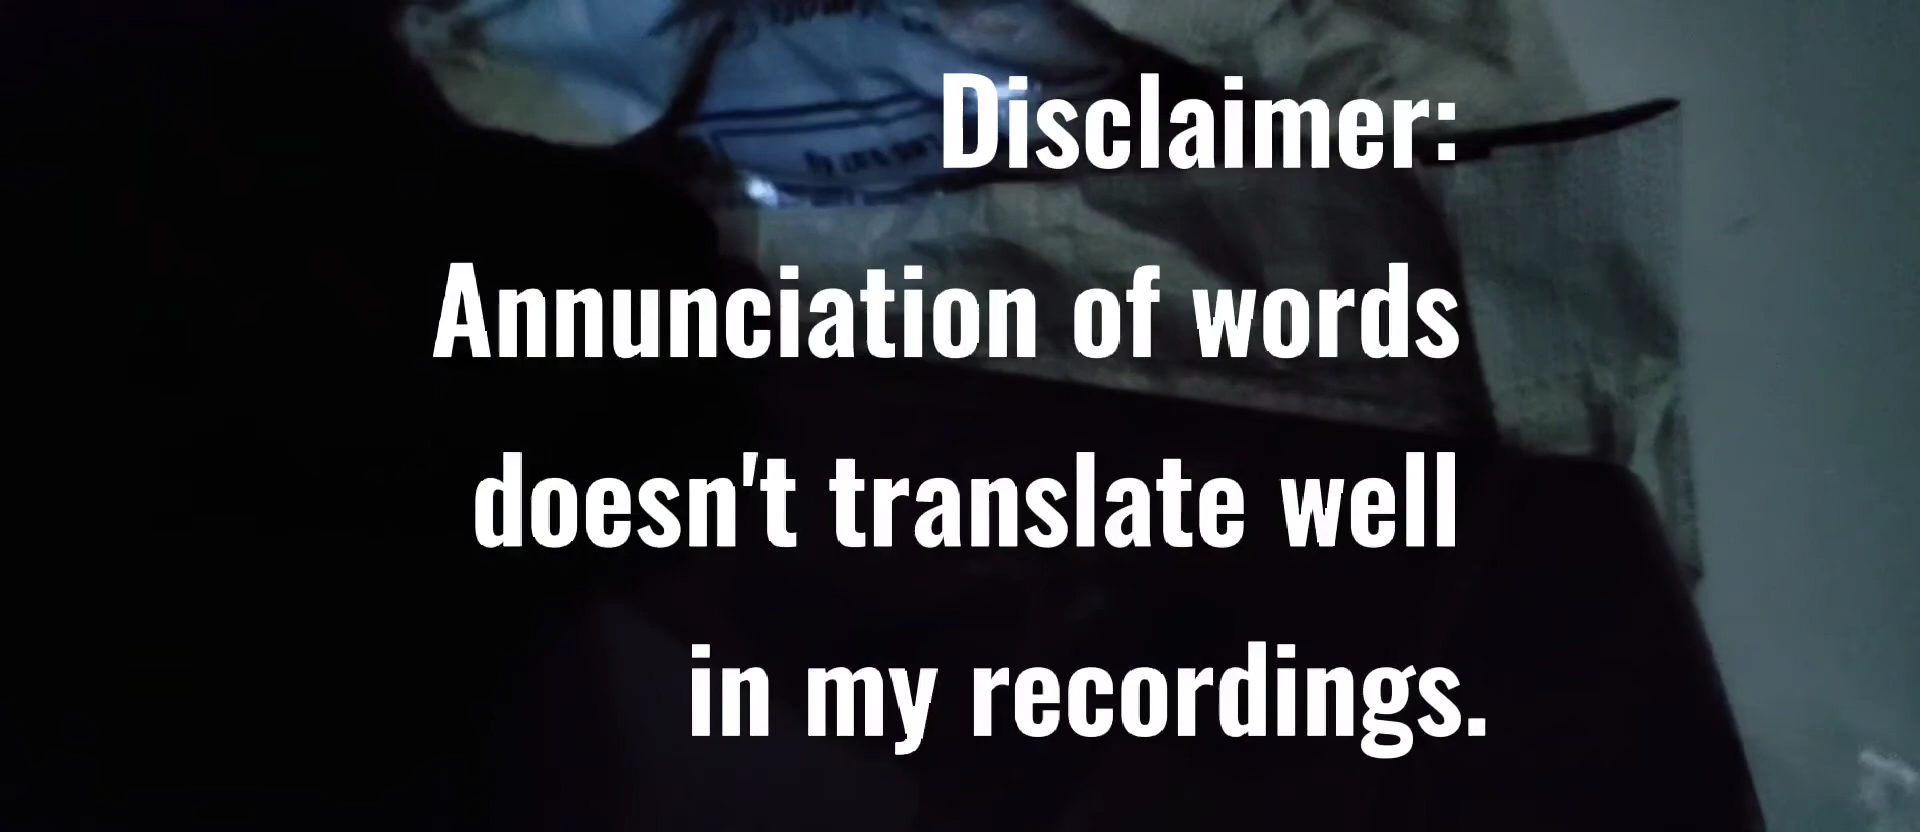 Disclaimer:
Annunciation of words
doesn't translate well
in my recordings.